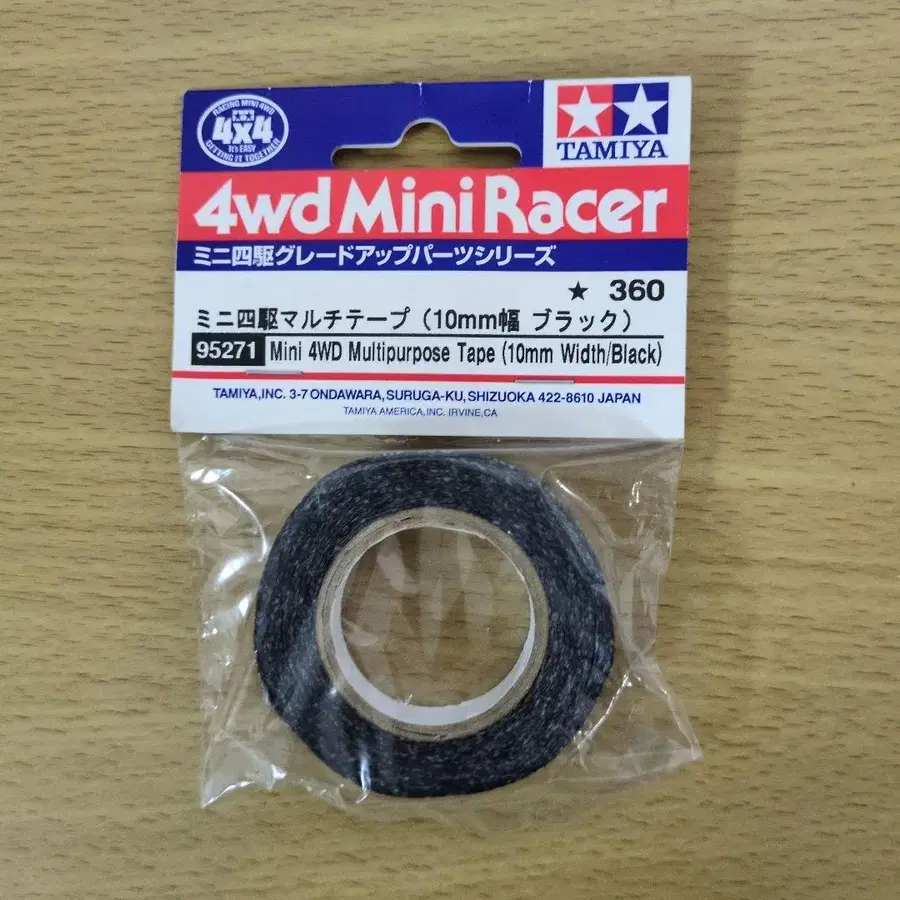 RACING MINI 4WD
4x4
It's EASY
GETTING IT TOGETHER
TAMIYA
4wd Mini Racer
ミニ四駆グレードアップパーツシリーズ
★ 360
ミニ四駆マルチテープ（10mm幅 ブラック）
95271 Mini 4WD Multipurpose Tape (10mm Width/Black)
TAMIYA,INC. 3-7 ONDAWARA, SURUGA-KU, SHIZUOKA 422-8610 JAPAN
TAMIYA AMERICA, INC. IRVINE, CA